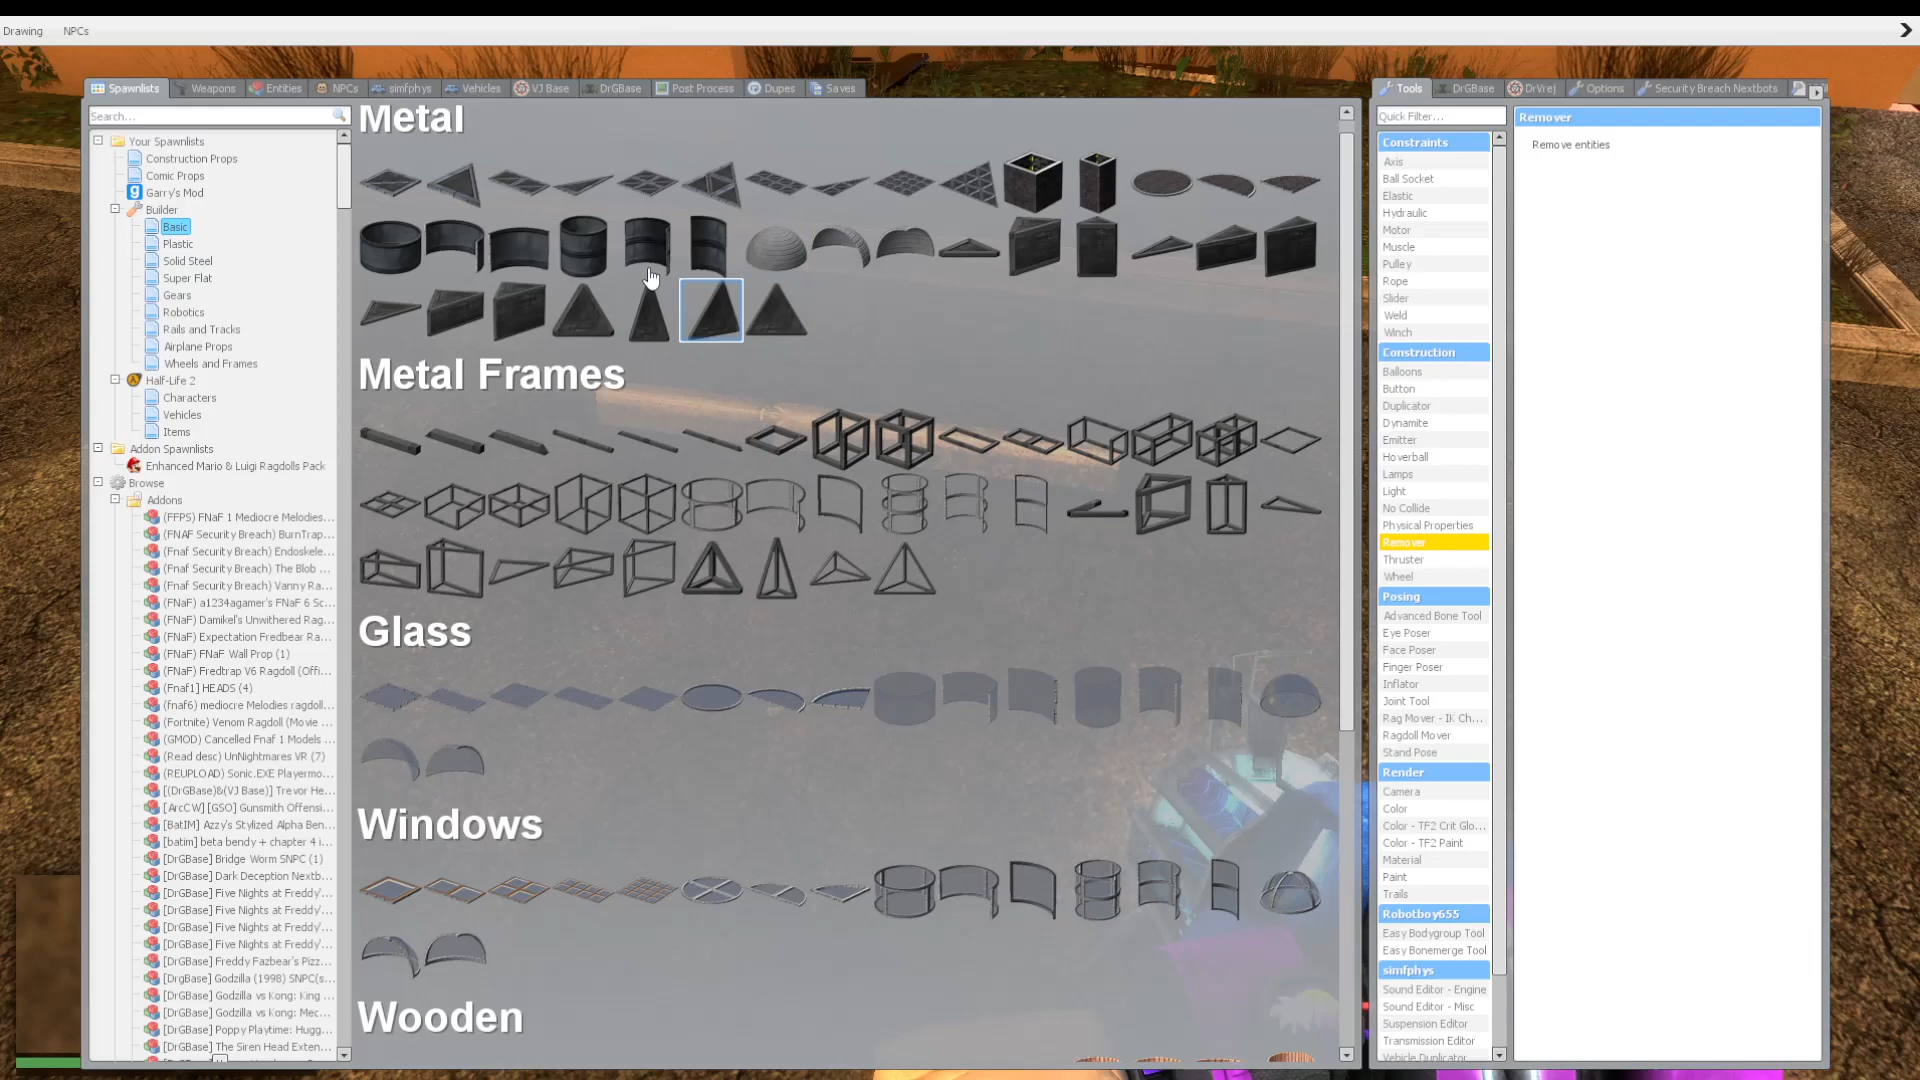 Drawing NPCs
Spawnlists Weapons Entities NPCs simfphys Vehicles VJ Base DrGBase Post Process Dupes Saves
Search...
Your Spawnlists
Construction Props
Comic Props
Garry's Mod
Builder
Basic
Plastic
Solid Steel
Super Flat
Gears
Robotics
Rails and Tracks
Airplane Props
Wheels and Frames
Half-Life 2
Characters
Vehicles
Items
Addon Spawnlists
Enhanced Mario & Luigi Ragdolls Pack
Browse
Addons
(FFPS) FNaF 1 Mediocre Melodies...
(FNAF Security Breach) BurnTrap...
(Fnaf Security Breach) Endoskele...
(Fnaf Security Breach) The Blob ...
(Fnaf Security Breach) Vanny Ra...
(FNaF) a1234agamer's FNaF 6 Sc...
(FNaF) Damikel's Unwithered Rag...
(FNaF) Expectation Fredbear Ra...
(FNaF) FNaF Wall Prop (1)
(FNaF) Fredtrap V6 Ragdoll (Offi...
(Fnaf1] HEADS (4)
(fnaf6) mediocre Melodies ragdoll...
(Fortnite) Venom Ragdoll (Movie ...
(GMOD) Cancelled Fnaf 1 Models ...
(Read desc) UnNightmares VR (7)
(REUPLOAD) Sonic.EXE Playermo...
[(DrGBase)&(VJ Base)] Trevor He...
[ArcCW] [GSO] Gunsmith Offensi...
[BatIM] Azzy's Stylized Alpha Ben...
[batim] beta bendy + chapter 4 i...
[DrGBase] Bridge Worm SNPC (1)
[DrGBase] Dark Deception Nextb...
[DrGBase] Five Nights at Freddy'...
[DrGBase] Five Nights at Freddy'...
[DrGBase] Five Nights at Freddy'...
[DrGBase] Five Nights at Freddy'...
[DrGBase] Freddy Fazbear's Pizz...
[DrgBase] Godzilla (1998) SNPC(s...
[DrGBase] Godzilla vs Kong: King ...
[DrGBase] Godzilla vs Kong: Mec...
[DrGBase] Poppy Playtime: Hugg...
[DrGBase] The Siren Head Exten...
Metal
Metal Frames
Glass
Windows
Wooden
Tools DrGBase DrVrej Options Security Breach Nextbots
Quick Filter...
Constraints
Axis
Ball Socket
Elastic
Hydraulic
Motor
Muscle
Pulley
Rope
Slider
Weld
Winch
Construction
Balloons
Button
Duplicator
Dynamite
Emitter
Hoverball
Lamps
Light
No Collide
Physical Properties
Remover
Thruster
Wheel
Posing
Advanced Bone Tool
Eye Poser
Face Poser
Finger Poser
Inflator
Joint Tool
Rag Mover - IK Ch...
Ragdoll Mover
Stand Pose
Render
Camera
Color
Color - TF2 Crit Glo...
Color - TF2 Paint
Material
Paint
Trails
Robotboy655
Easy Bodygroup Tool
Easy Bonemerge Tool
simfphys
Sound Editor - Engine
Sound Editor - Misc
Suspension Editor
Transmission Editor
Vehicle Duplicator
Remover
Remove entities